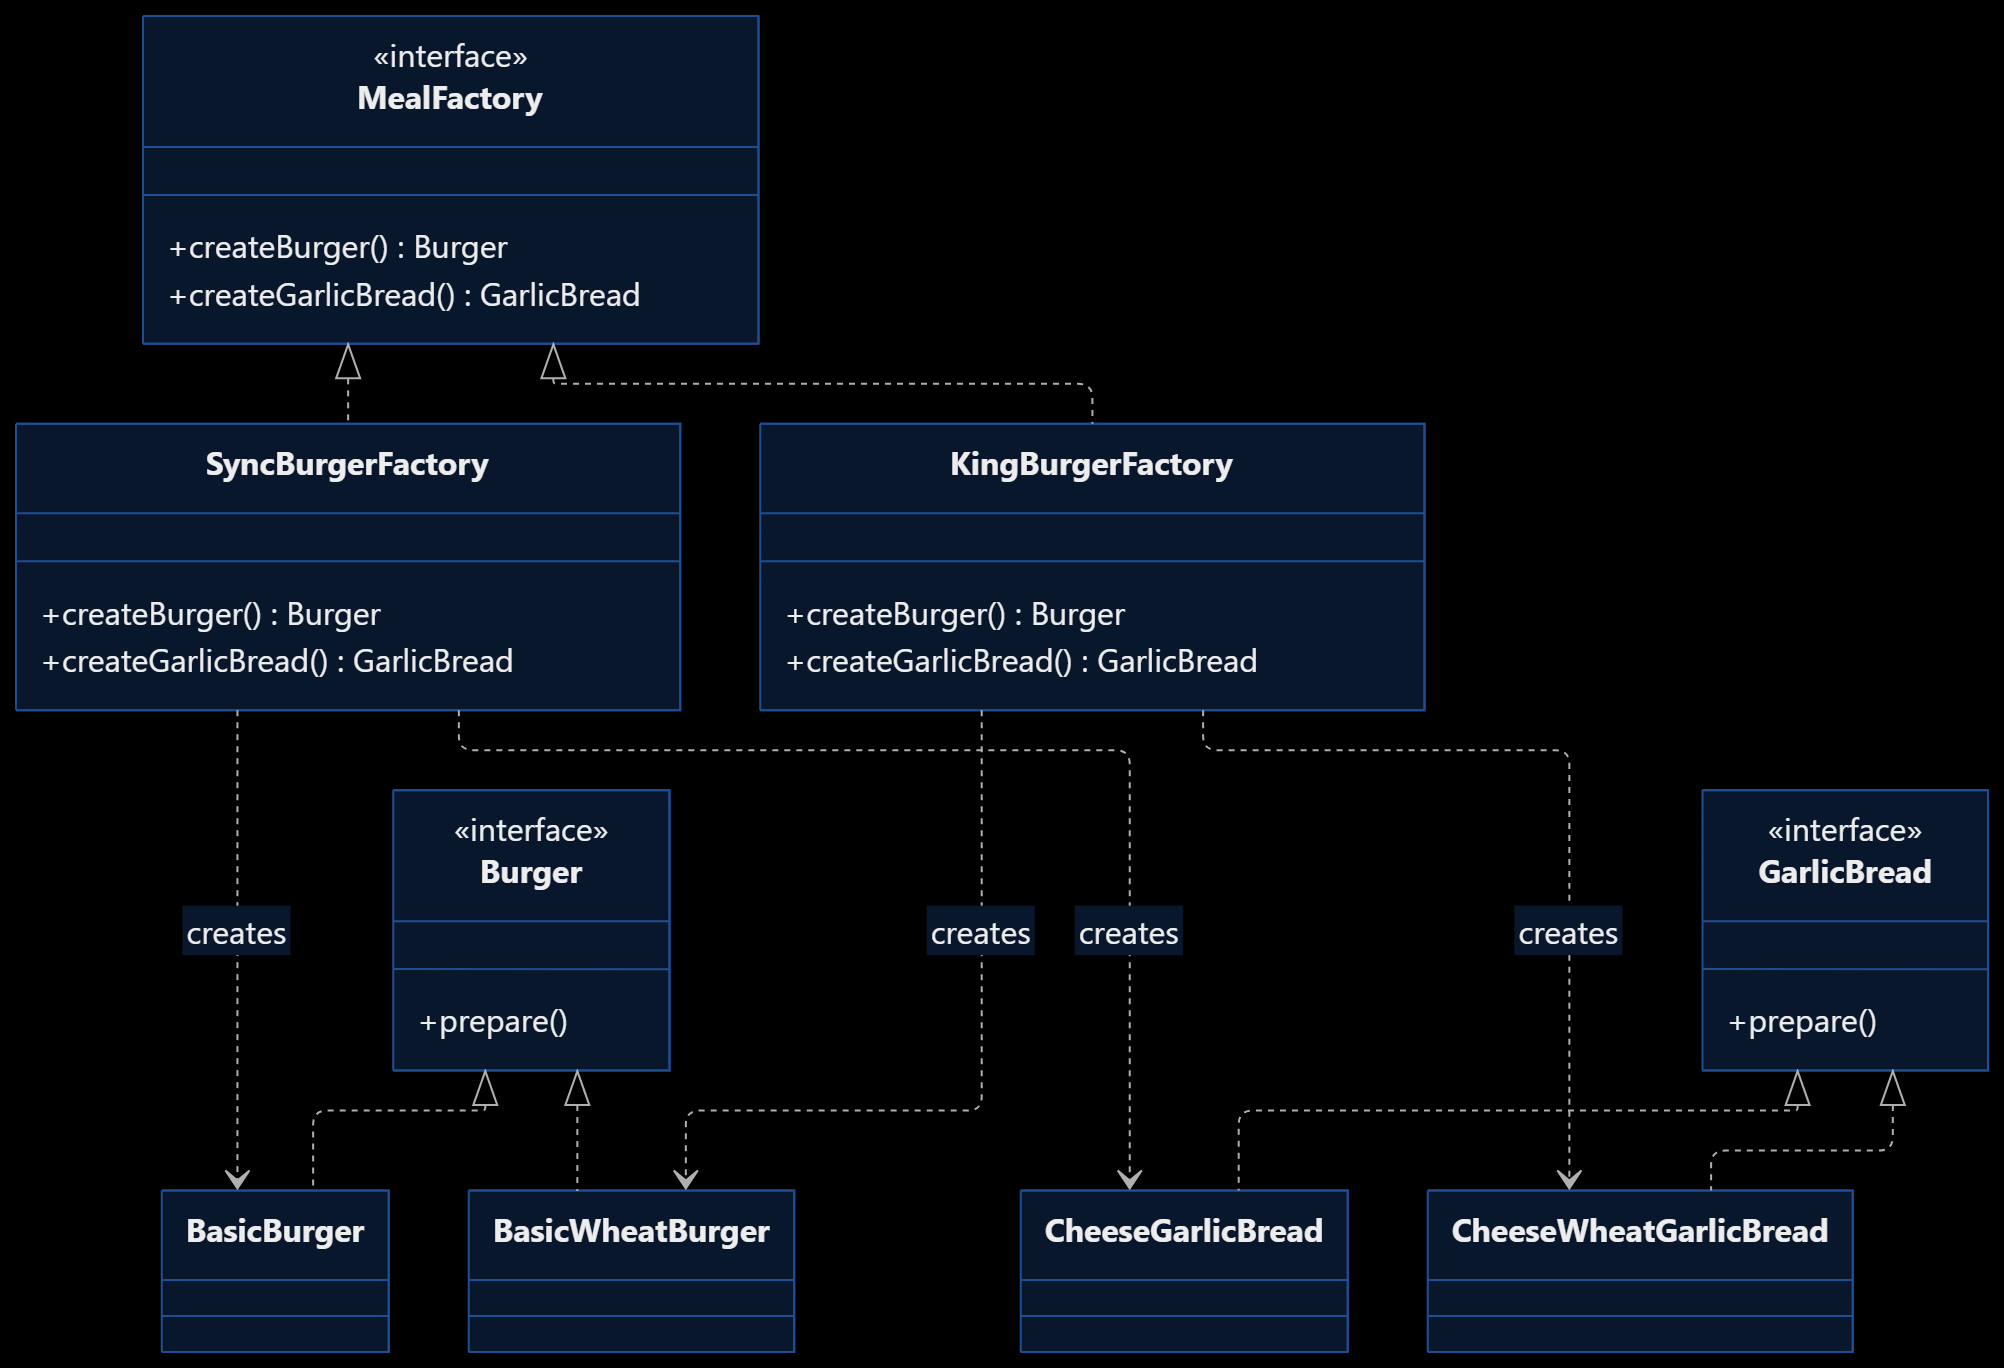 «interface»
MealFactory
+createBurger() : Burger
+createGarlicBread() : GarlicBread
SyncBurgerFactory
+createBurger() : Burger
+createGarlicBread() : GarlicBread
KingBurgerFactory
+createBurger() : Burger
+createGarlicBread() : GarlicBread
«interface»
Burger
+prepare()
«interface»
GarlicBread
+prepare()
creates
creates
creates
creates
BasicBurger
BasicWheatBurger
CheeseGarlicBread
CheeseWheatGarlicBread